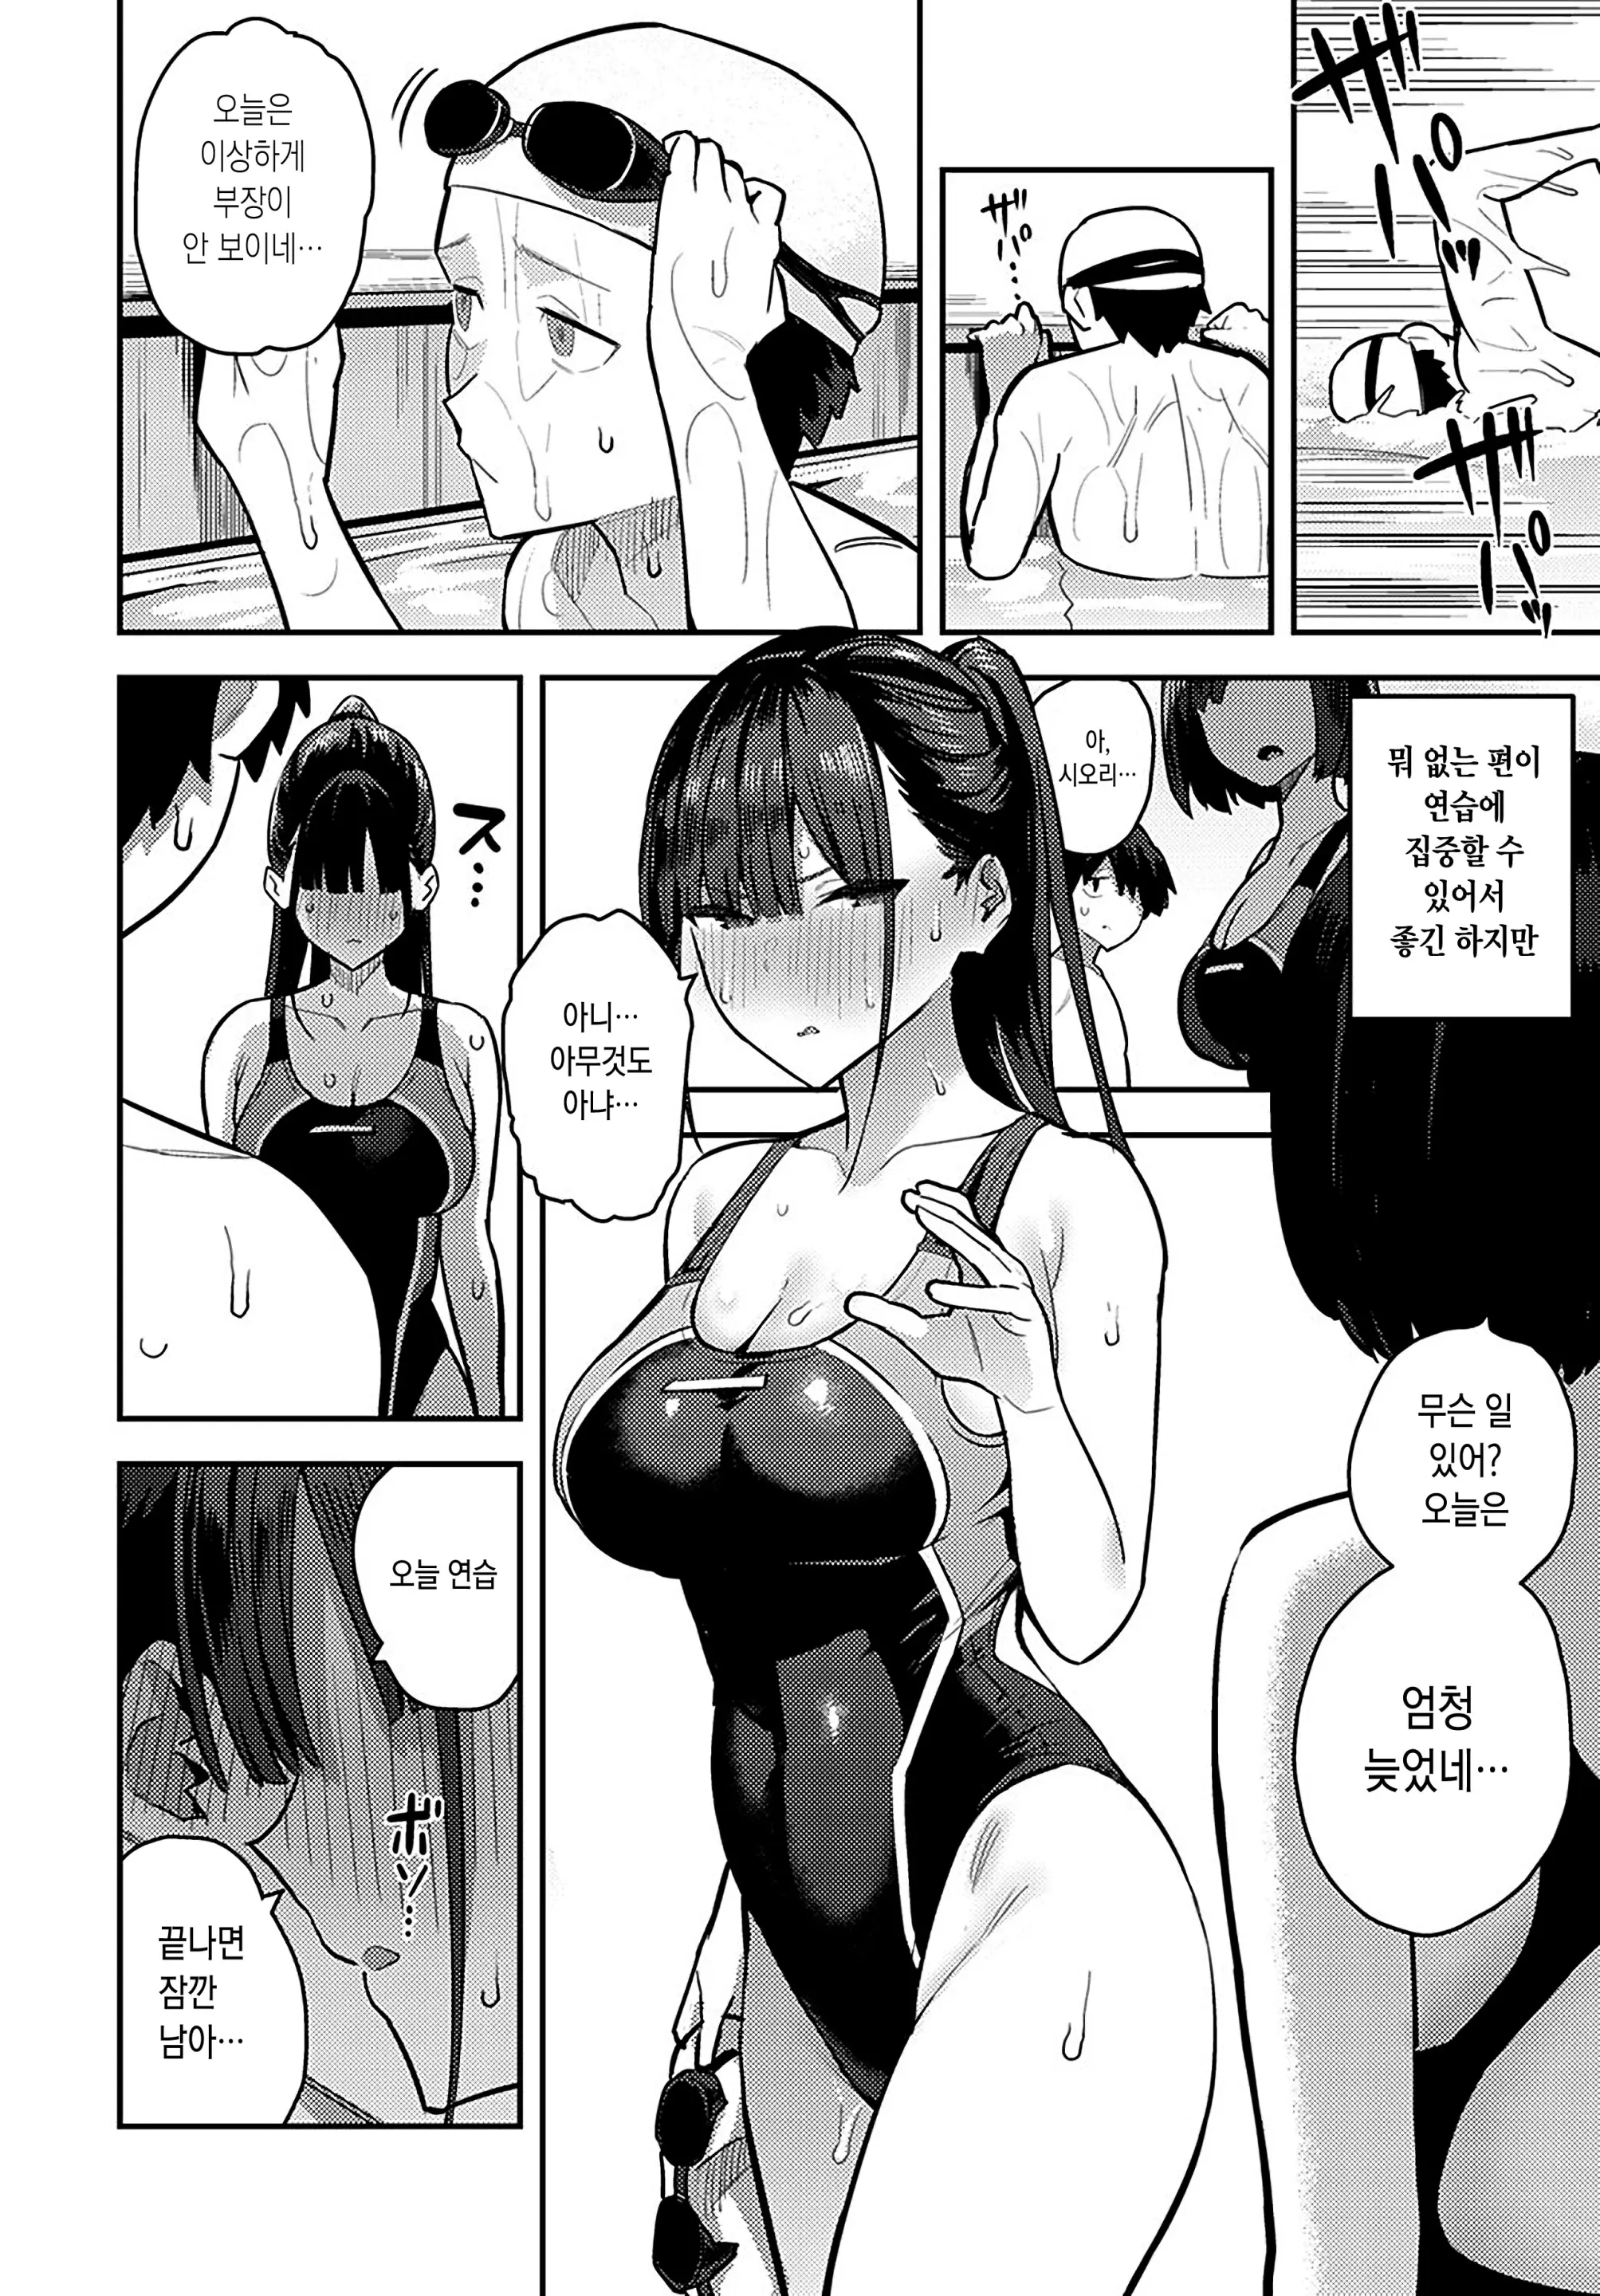 ザパッ
ザパッ
ザパ…
오늘은
이상하게
부장이
안 보이네…
뭐 없는 편이
연습에
집중할 수
있어서
좋긴 하지만
아,
시오리…
무슨 일
있어?
오늘은
엄청
늦었네…
아니…
아무것도
아냐…
ス…
오늘 연습
ボソ…
끝나면
잠깐
남아…